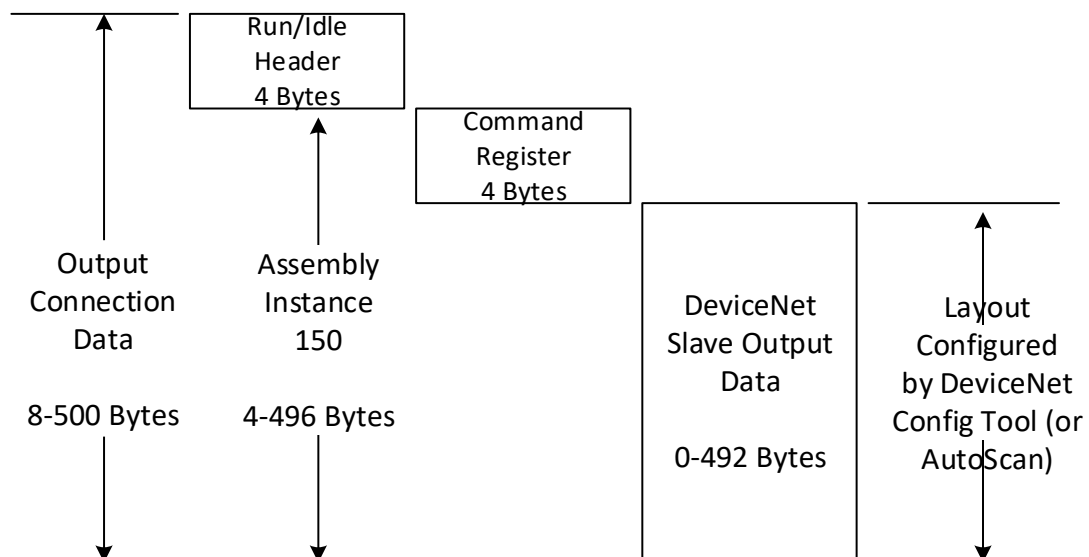 Run/Idle
Header
4 Bytes
Command
Register
4 Bytes
Output
Connection
Data
8-500 Bytes
Assembly
Instance
150
4-496 Bytes
DeviceNet
Slave Output
Data
0-492 Bytes
Layout
Configured
by DeviceNet
Config Tool (or
AutoScan)